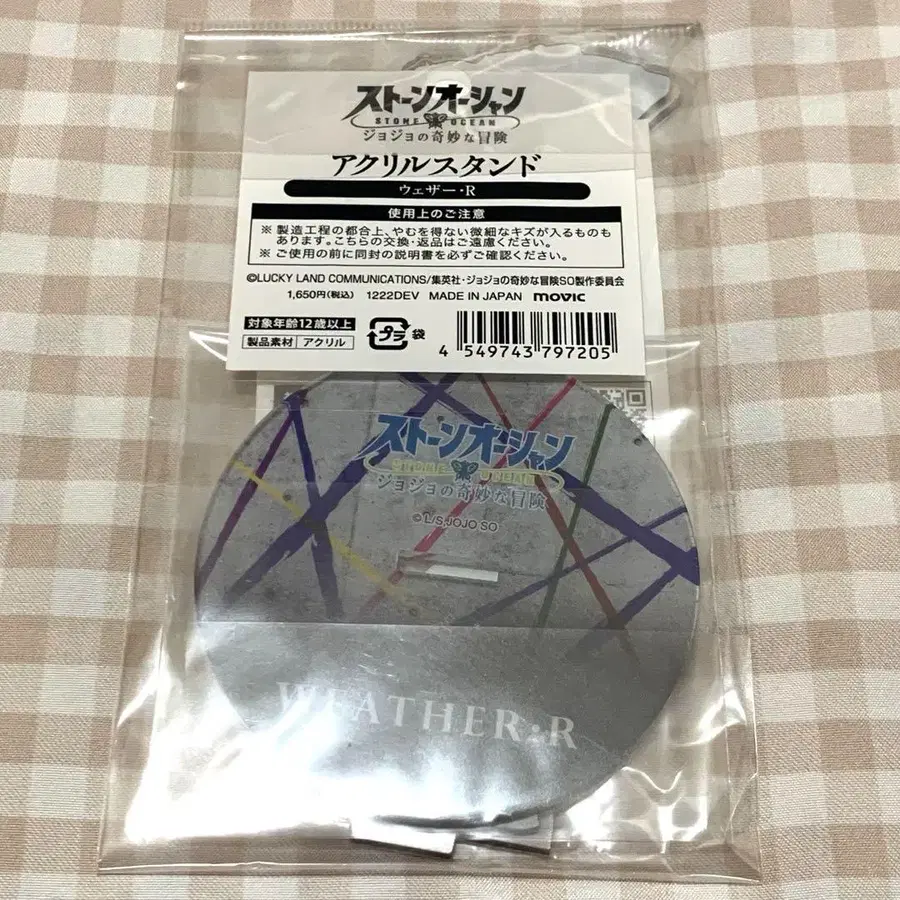 ストーンオーシャン
STONE OCEAN
ジョジョの奇妙な冒険
アクリルスタンド
ウェザー・R
使用上のご注意
※製造工程の都合上、やむを得ない微細なキズが入るものも
あります。こちらの交換・返品はご遠慮ください。
※ご使用の前に同封の説明書を必ずご確認ください。
©LUCKY LAND COMMUNICATIONS/集英社・ジョジョの奇妙な冒険SO製作委員会
1,650円(税込) 1222DEV MADE IN JAPAN movic
対象年齢12歳以上
製品素材 アクリル
プラ 袋
4 549743 797205
ストーンオーシャン
STONE OCEAN
ジョジョの奇妙な冒険
©L/S,JOJO SO
WEATHER・R